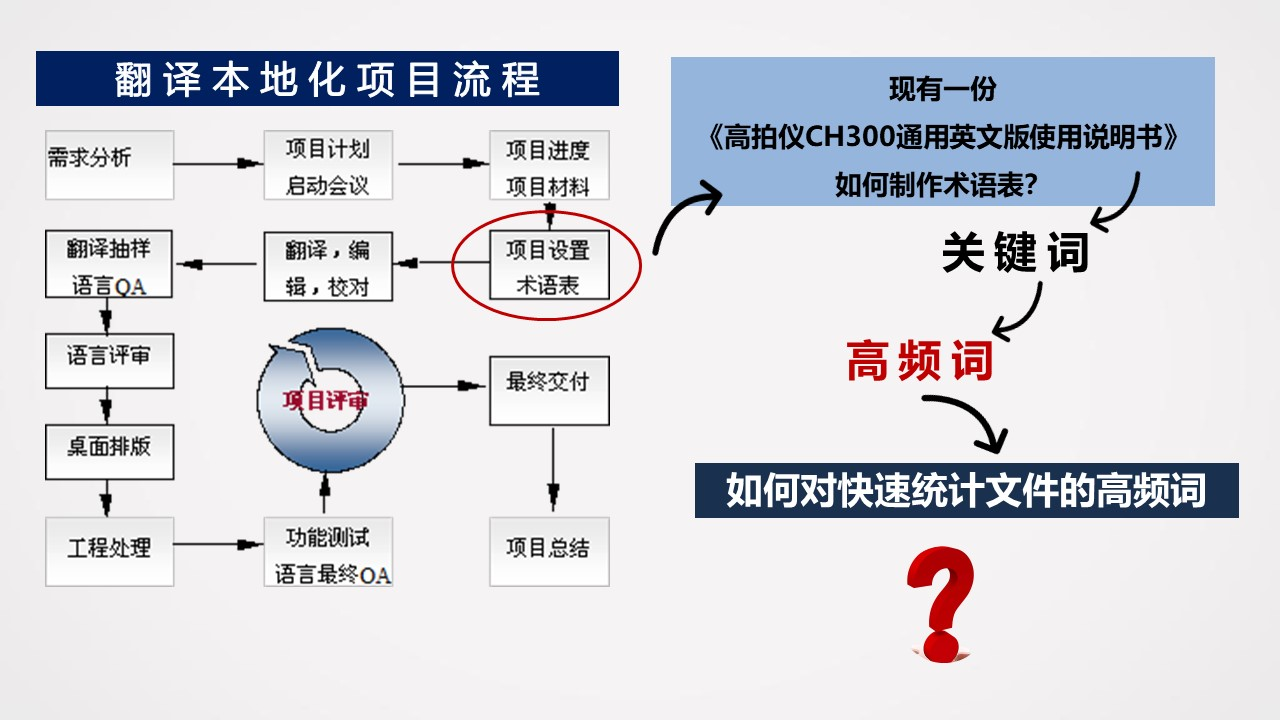 翻译本地化项目流程
需求分析
项目计划
启动会议
项目进度
项目材料
项目设置
术语表
翻译，编
辑，校对
翻译抽样
语言QA
语言评审
桌面排版
工程处理
功能测试
语言最终QA
项目评审
最终交付
项目总结
现有一份
《高拍仪CH300通用英文版使用说明书》
如何制作术语表？
关键词
高频词
如何对快速统计文件的高频词
?